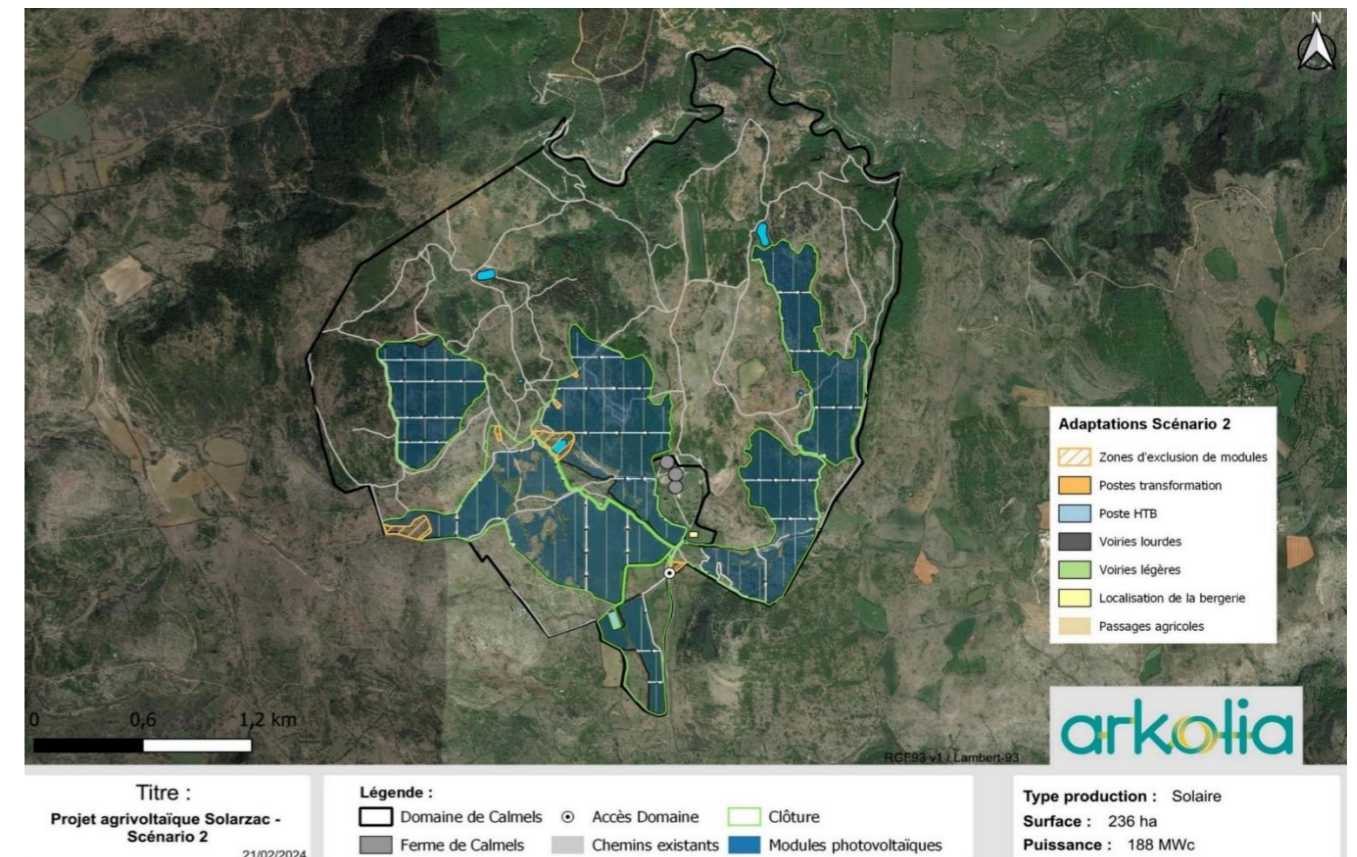 N
Adaptations Scénario 2
Zones d'exclusion de modules
Postes transformation
Poste HTB
Voiries lourdes
Voiries légères
Localisation de la bergerie
Passages agricoles
0 0,6 1,2 km
RGF93 v1 / Lambert-93
arkolia
Titre :
Projet agrivoltaïque Solarzac -
Scénario 2
21/02/2024
Légende :
Domaine de Calmels Accès Domaine Clôture
Ferme de Calmels Chemins existants Modules photovoltaïques
Type production : Solaire
Surface : 236 ha
Puissance : 188 MWc